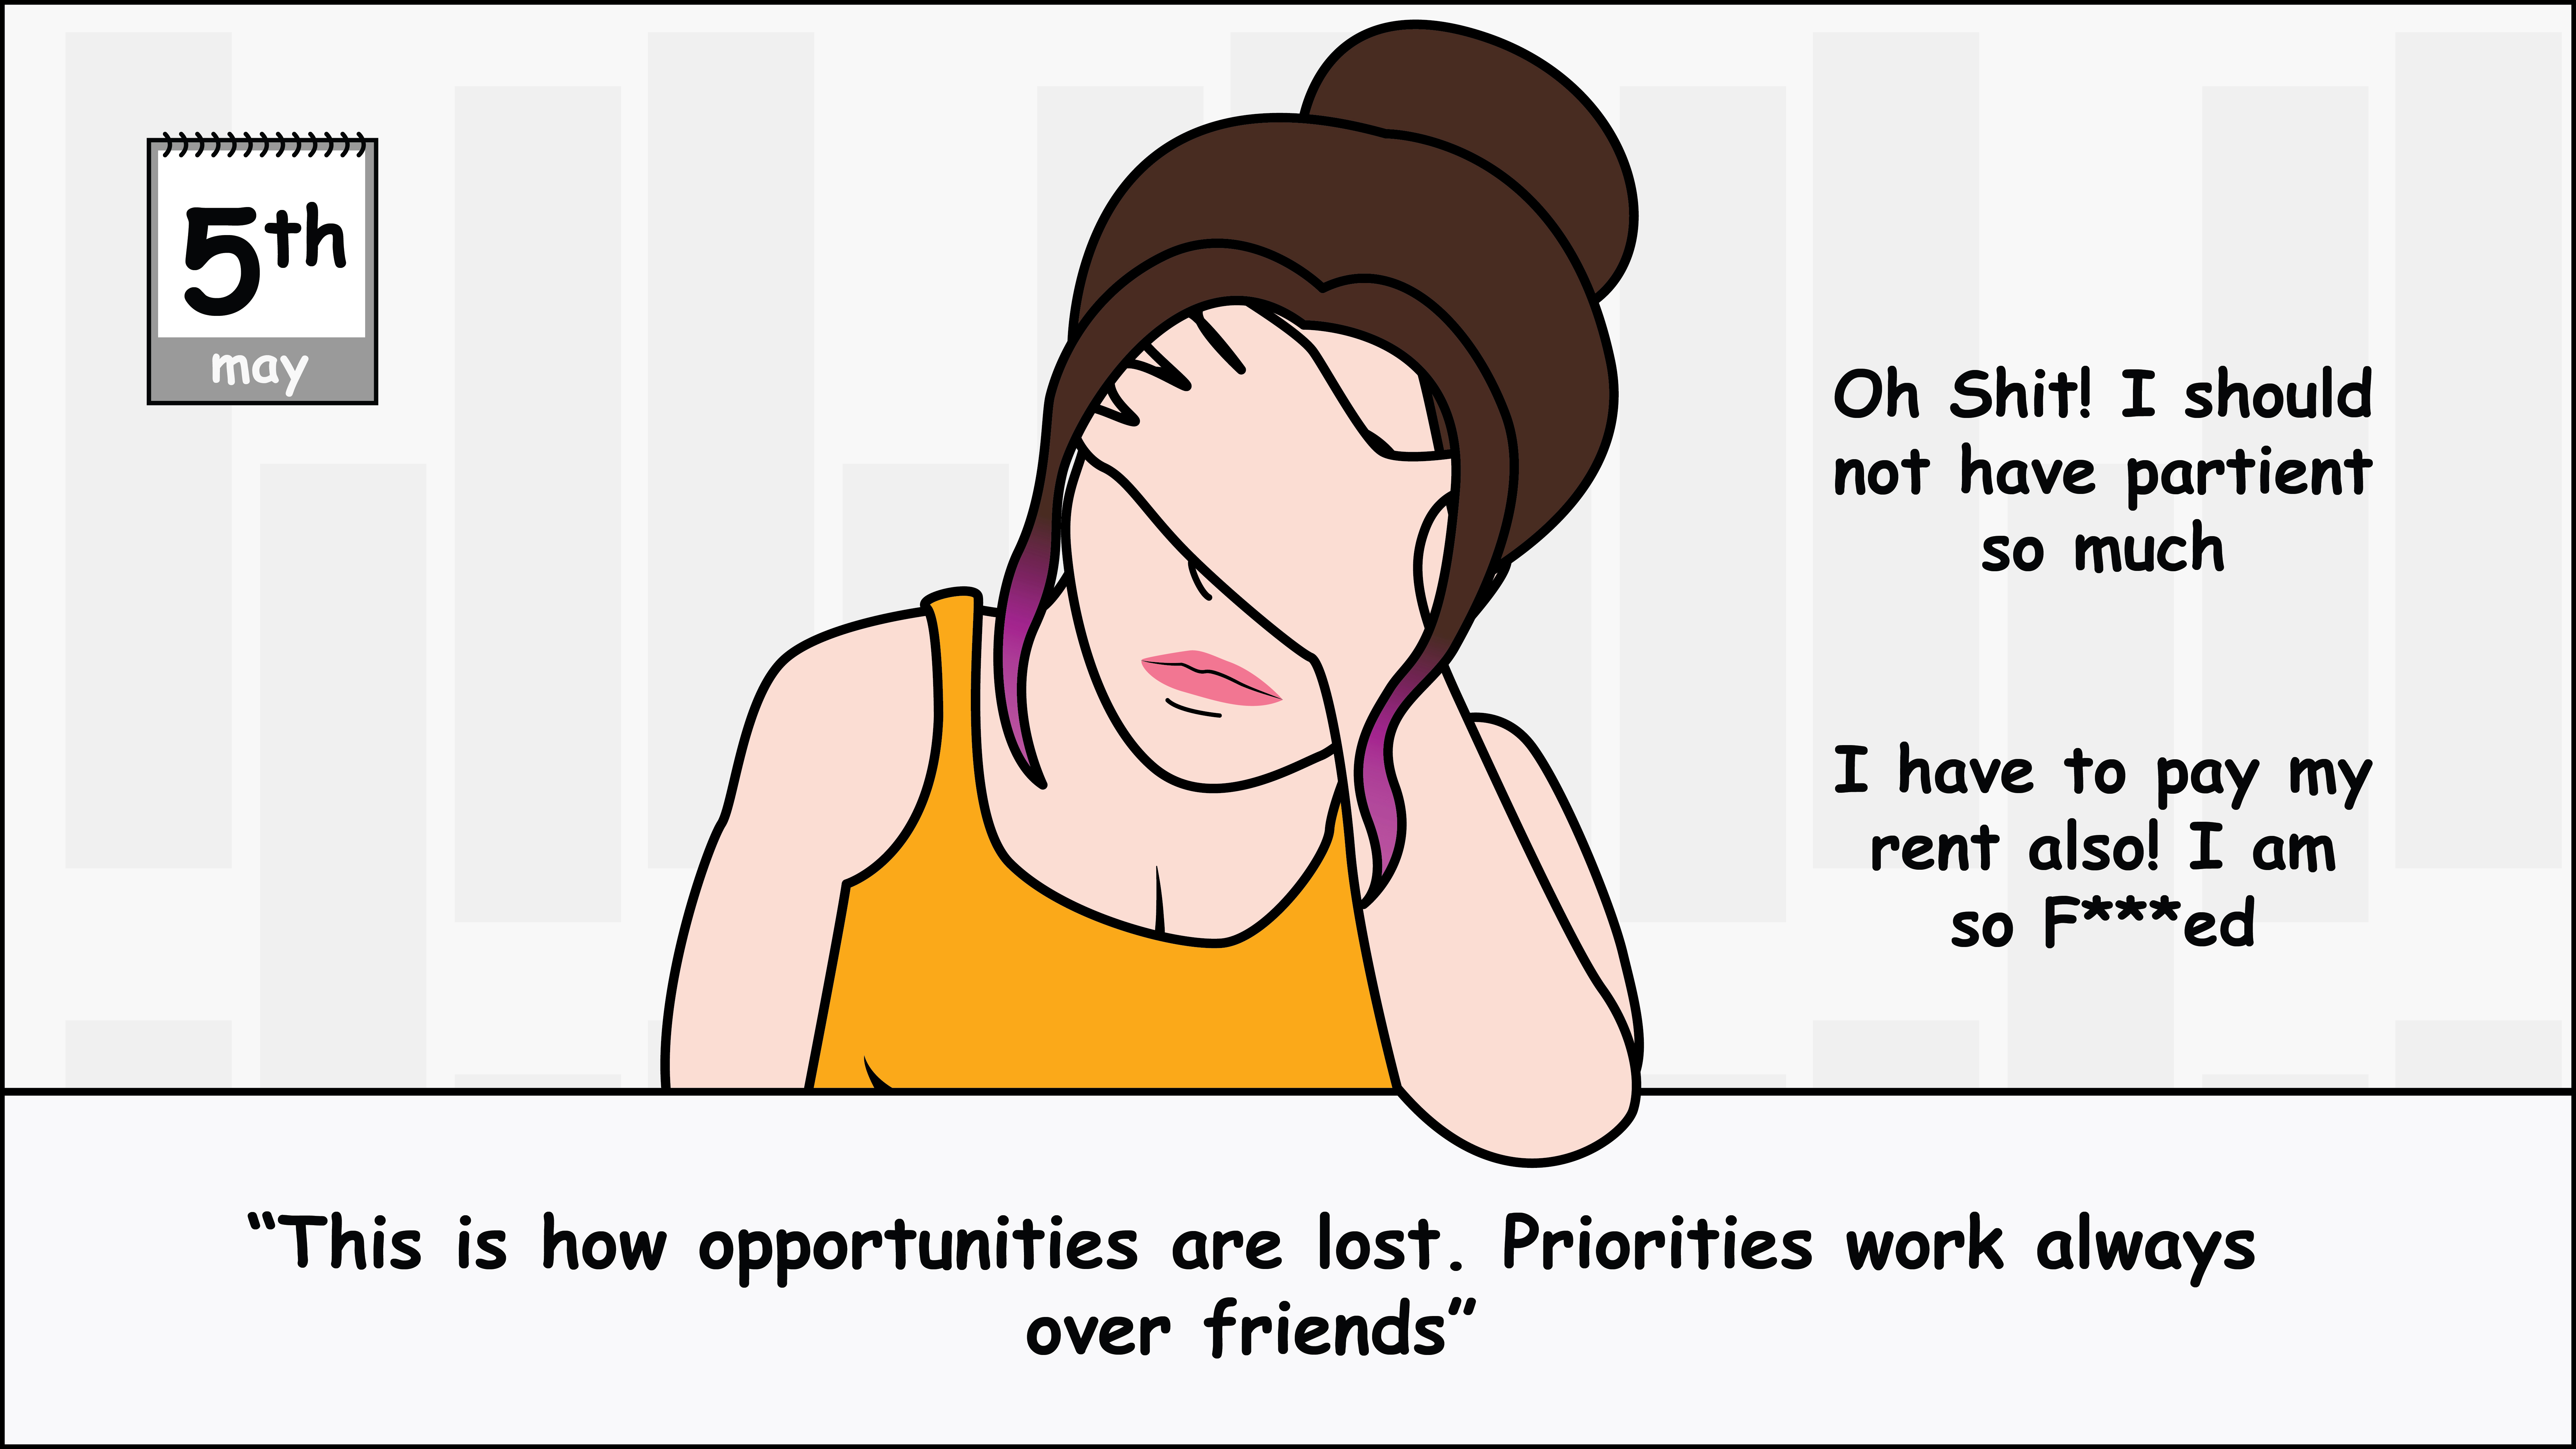 5th
may
Oh Shit! I should
not have partient
so much
I have to pay my
rent also! I am
so F***ed
“This is how opportunities are lost. Priorities work always
over friends”